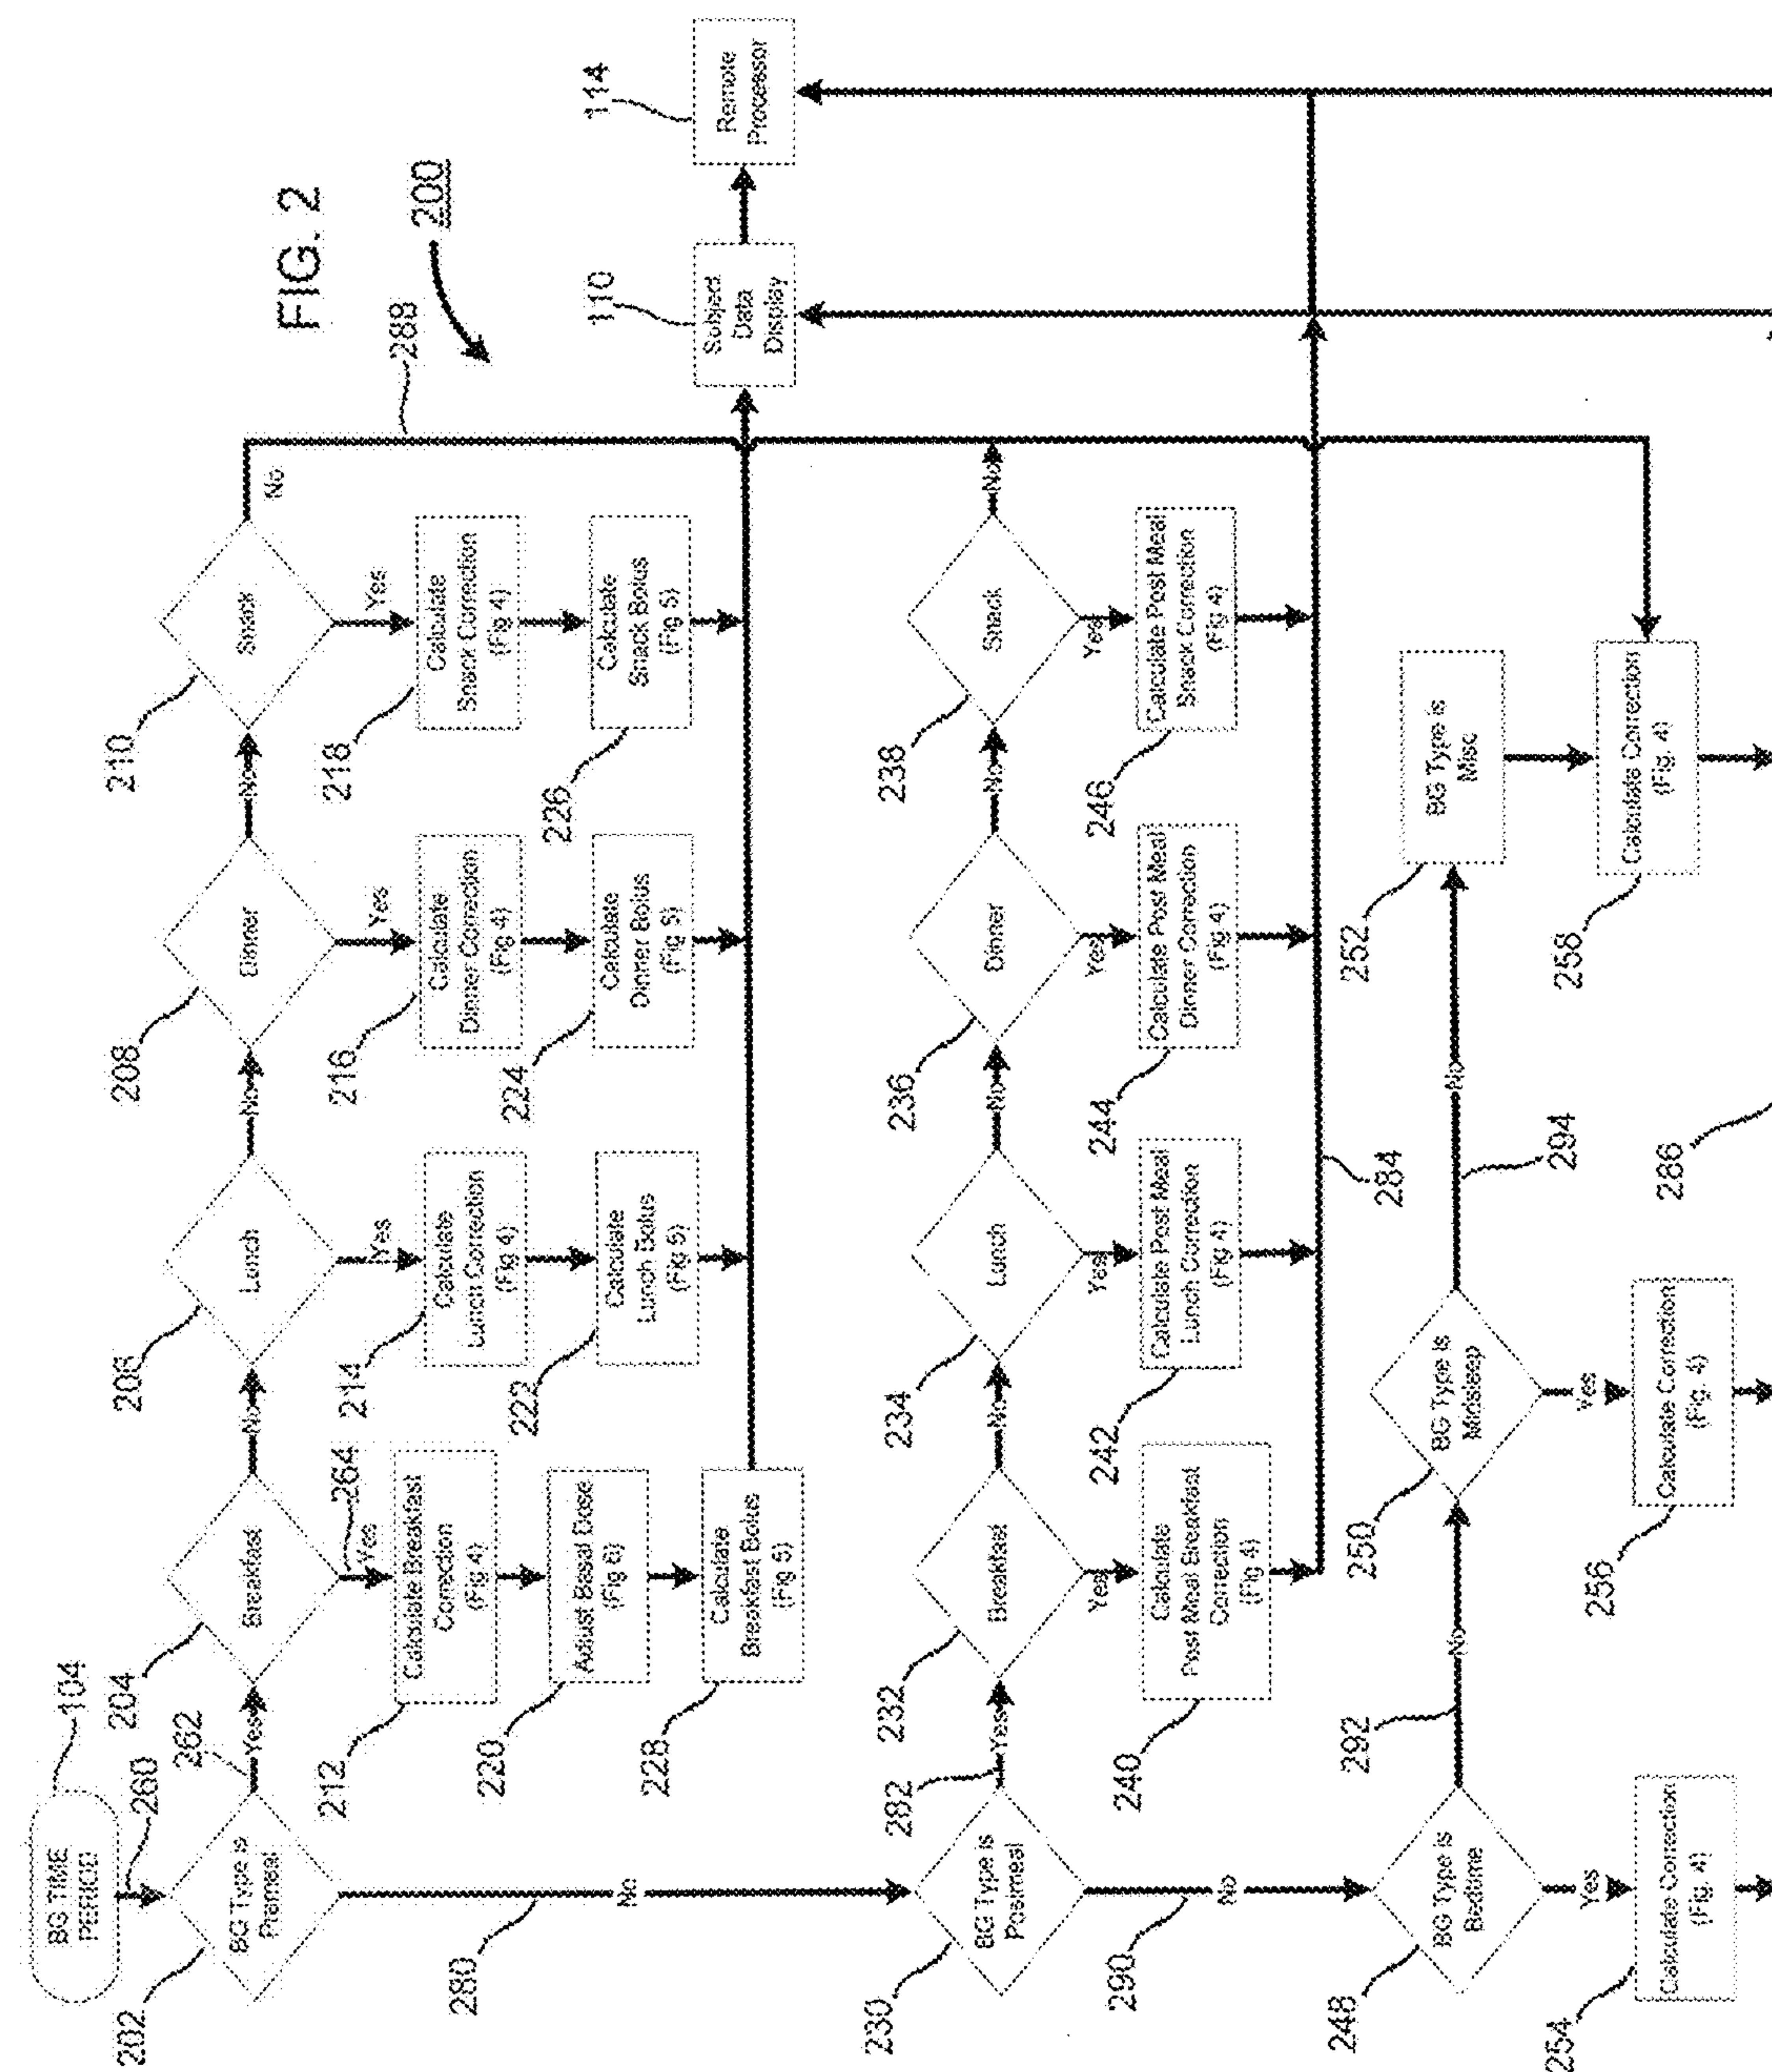 FIG. 2
200
BG TIME
PERIOD
104
260
BG Type is
Premeal
202
262
Yes
Breakfast
204
No
Lunch
206
No
Dinner
208
No
Snack
210
No
288
264
Yes
Yes
Yes
Yes
Calculate Breakfast
Correction
(Fig 4)
212
Calculate
Lunch Correction
(Fig 4)
214
Calculate
Dinner Correction
(Fig 4)
216
Calculate
Snack Correction
(Fig 4)
218
Adjust Basal Dose
(Fig 6)
220
Calculate
Lunch Bolus
(Fig 5)
222
Calculate
Dinner Bolus
(Fig 5)
224
Calculate
Snack Bolus
(Fig 5)
226
Calculate
Breakfast Bolus
(Fig 5)
228
Subject
Data
Display
110
Remote
Processor
114
280
No
BG Type is
Postmeal
230
282
Yes
Breakfast
232
No
Lunch
234
No
Dinner
236
No
Snack
238
No
Yes
Yes
Yes
Yes
Calculate
Post Meal Breakfast
Correction
(Fig 4)
240
Calculate Post Meal
Lunch Correction
(Fig 4)
242
Calculate Post Meal
Dinner Correction
(Fig 4)
244
Calculate Post Meal
Snack Correction
(Fig 4)
246
284
290
No
BG Type is
Bedtime
248
292
No
BG Type is
Midsleep
250
294
No
BG Type is
Misc
252
Yes
Yes
Calculate Correction
(Fig. 4)
254
Calculate Correction
(Fig. 4)
256
Calculate Correction
(Fig. 4)
258
286